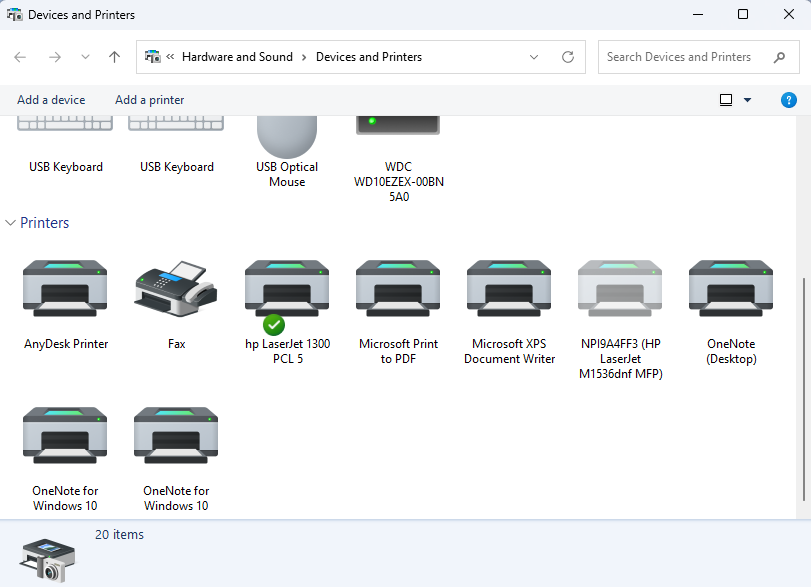 Devices and Printers
« Hardware and Sound › Devices and Printers
Search Devices and Printers
Add a device
Add a printer
?
USB Keyboard
USB Keyboard
USB Optical
Mouse
WDC
WD10EZEX-00BN
5A0
Printers
AnyDesk Printer
Fax
hp LaserJet 1300
PCL 5
Microsoft Print
to PDF
Microsoft XPS
Document Writer
NPI9A4FF3 (HP
LaserJet
M1536dnf MFP)
OneNote
(Desktop)
OneNote for
Windows 10
OneNote for
Windows 10
20 items